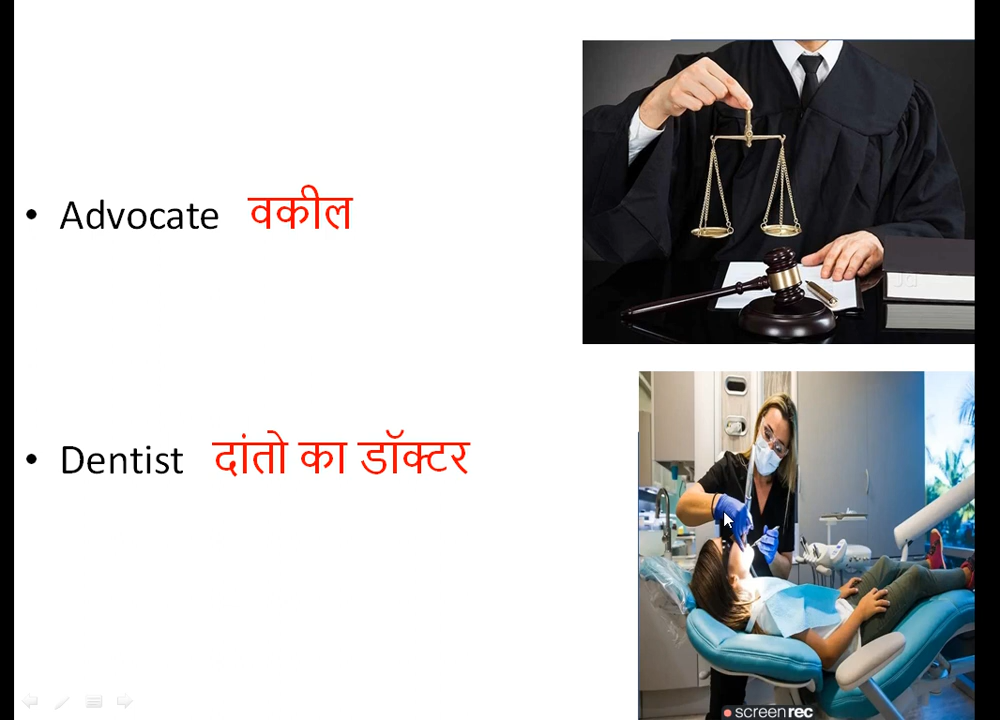 Advocate वकील
Dentist दांतो का डॉक्टर
screenrec